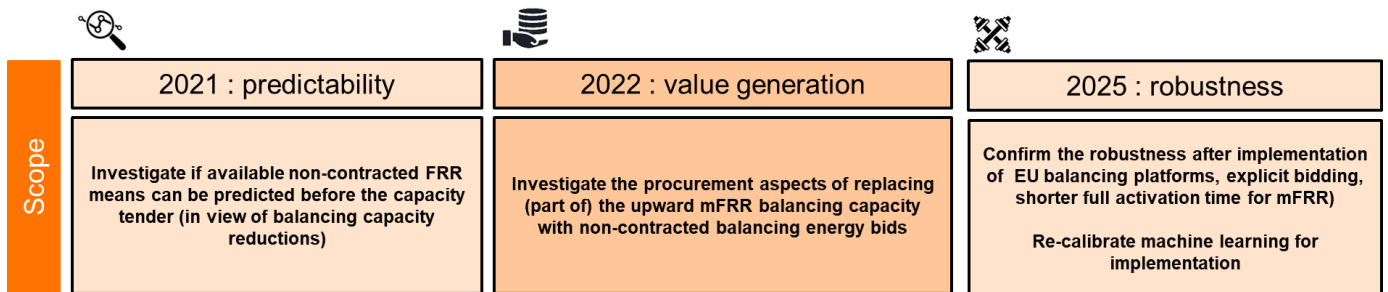 2021 : predictability
2022 : value generation
2025 : robustness
Scope
Investigate if available non-contracted FRR
means can be predicted before the capacity
tender (in view of balancing capacity
reductions)
Investigate the procurement aspects of replacing
(part of) the upward mFRR balancing capacity
with non-contracted balancing energy bids
Confirm the robustness after implementation
of EU balancing platforms, explicit bidding,
shorter full activation time for mFRR)
Re-calibrate machine learning for
implementation